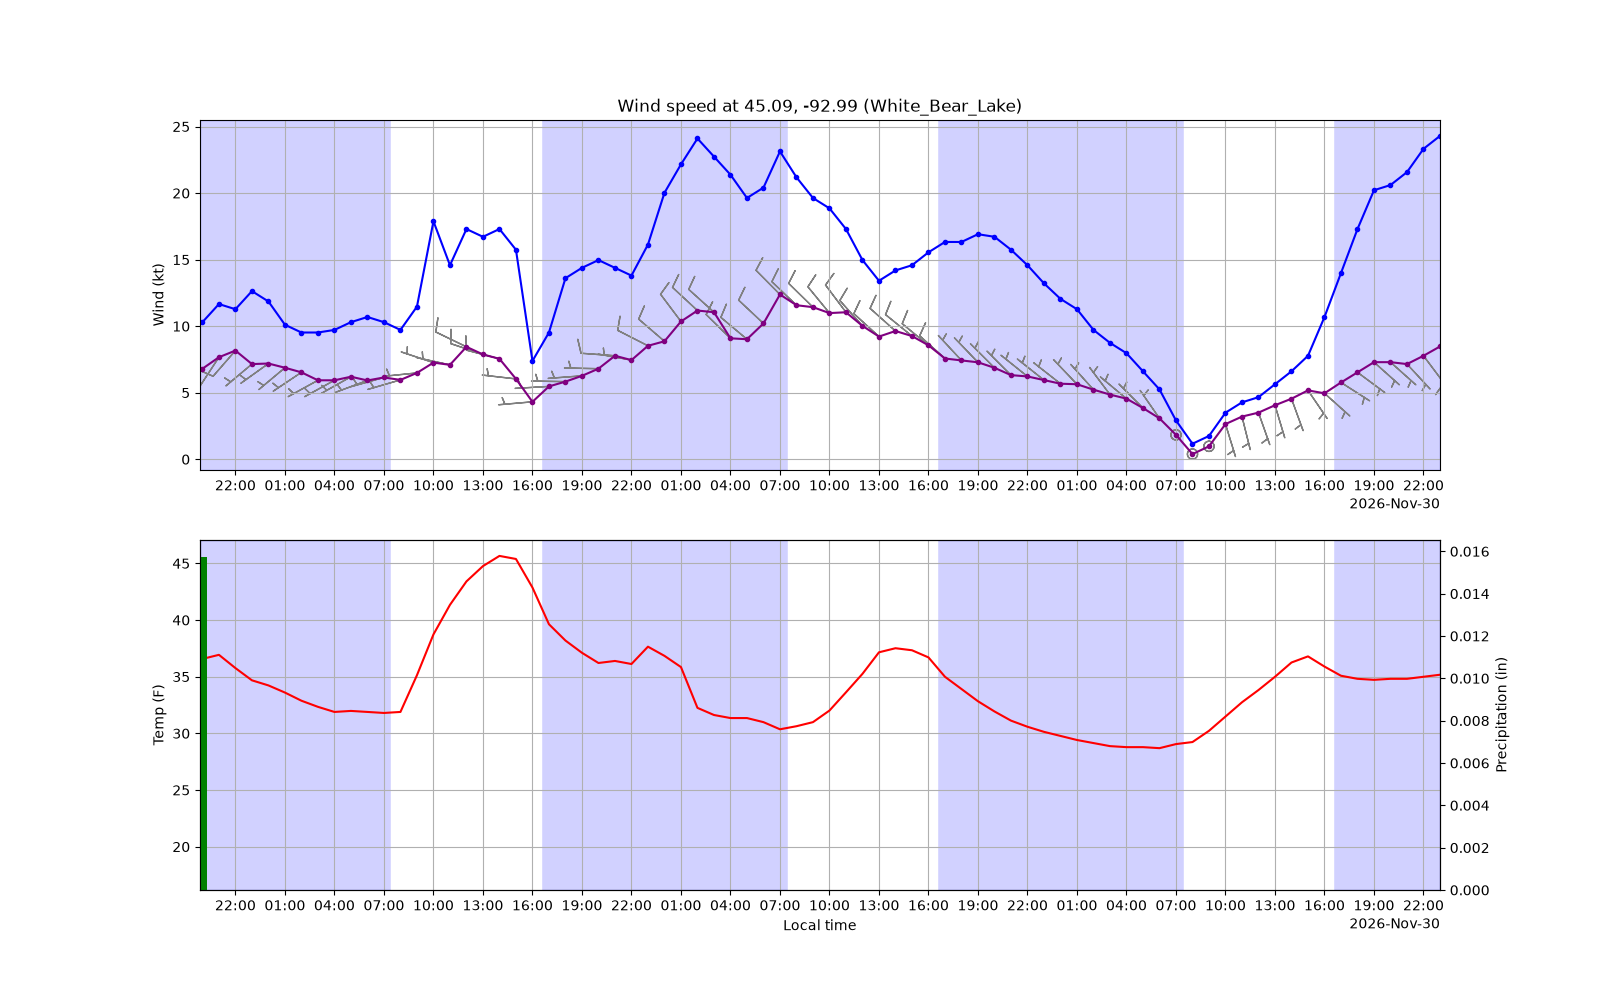 Wind speed at 45.09, -92.99 (White_Bear_Lake)
25
20
15
10
5
0
Wind (kt)
22:00 01:00 04:00 07:00 10:00 13:00 16:00 19:00 22:00 01:00 04:00 07:00 10:00 13:00 16:00 19:00 22:00 01:00 04:00 07:00 10:00 13:00 16:00 19:00 22:00
2026-Nov-30
45
40
35
30
25
20
Temp (F)
0.016
0.014
0.012
0.010
0.008
0.006
0.004
0.002
0.000
Precipitation (in)
22:00 01:00 04:00 07:00 10:00 13:00 16:00 19:00 22:00 01:00 04:00 07:00 10:00 13:00 16:00 19:00 22:00 01:00 04:00 07:00 10:00 13:00 16:00 19:00 22:00
Local time
2026-Nov-30